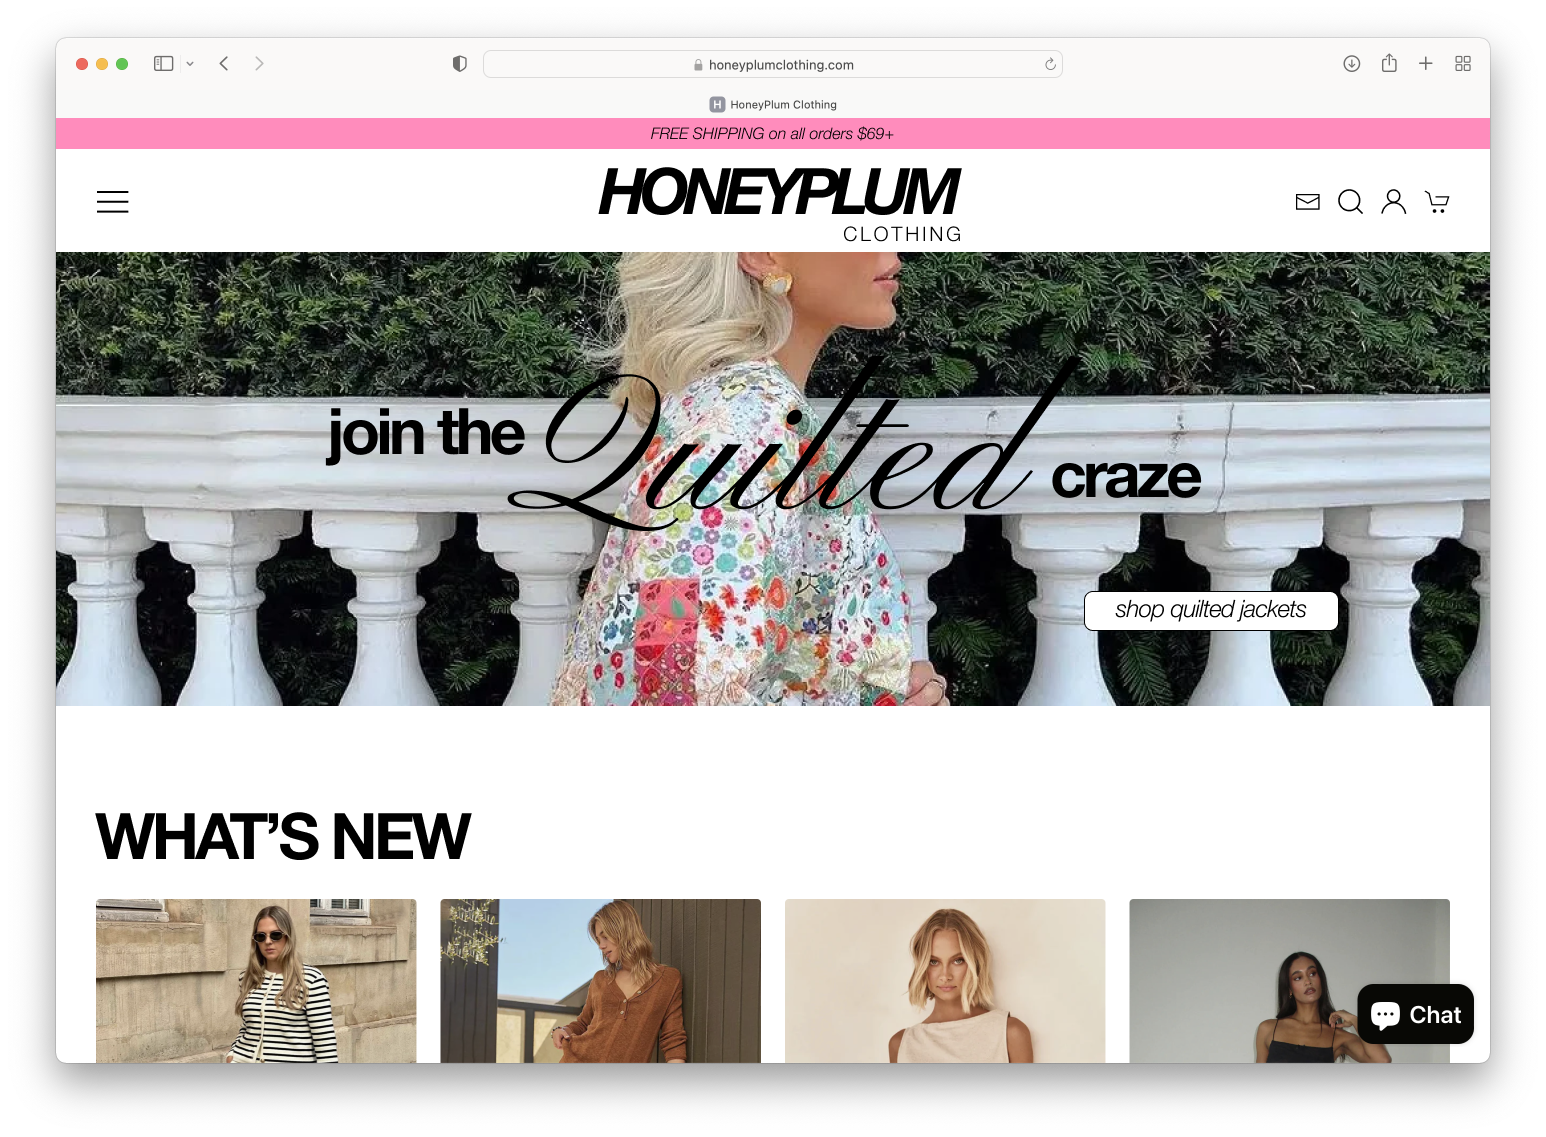 honeyplumclothing.com
H HoneyPlum Clothing
FREE SHIPPING on all orders $69+
HONEYPLUM
CLOTHING
join the Quilted craze
shop quilted jackets
WHAT'S NEW
Chat